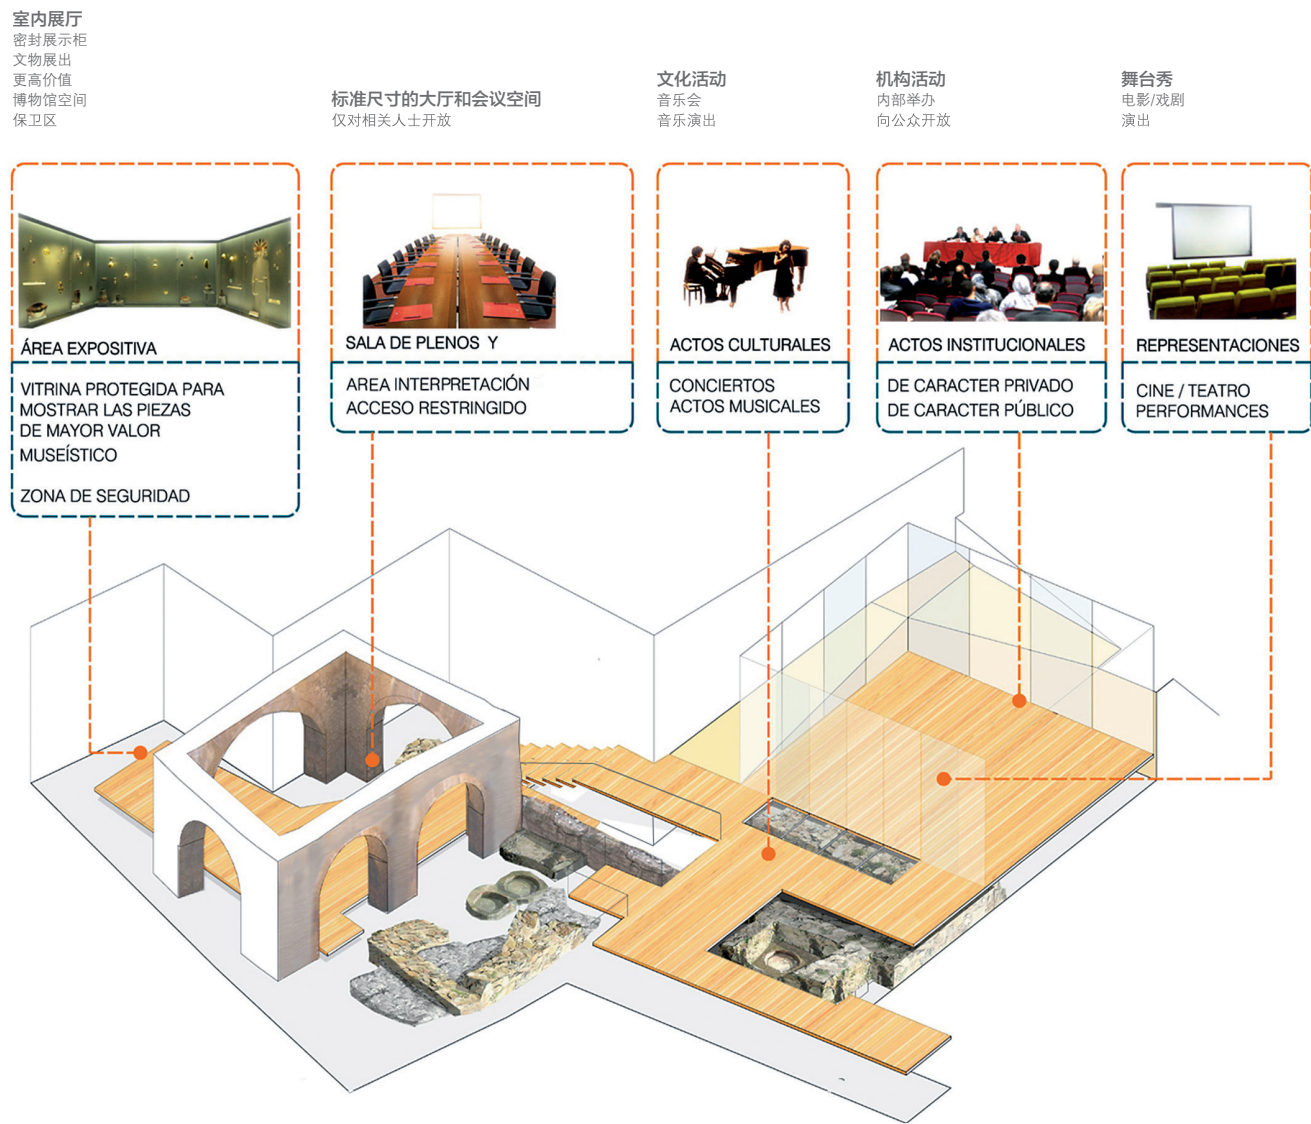 室内展厅
密封展示柜
文物展出
更高价值
博物馆空间
保卫区
标准尺寸的大厅和会议空间
仅对相关人士开放
文化活动
音乐会
音乐演出
机构活动
内部举办
向公众开放
舞台秀
电影/戏剧
演出
ÁREA EXPOSITIVA
VITRINA PROTEGIDA PARA
MOSTRAR LAS PIEZAS
DE MAYOR VALOR
MUSEÍSTICO
ZONA DE SEGURIDAD
SALA DE PLENOS Y
AREA INTERPRETACIÓN
ACCESO RESTRINGIDO
ACTOS CULTURALES
CONCIERTOS
ACTOS MUSICALES
ACTOS INSTITUCIONALES
DE CARACTER PRIVADO
DE CARACTER PÚBLICO
REPRESENTACIONES
CINE / TEATRO
PERFORMANCES